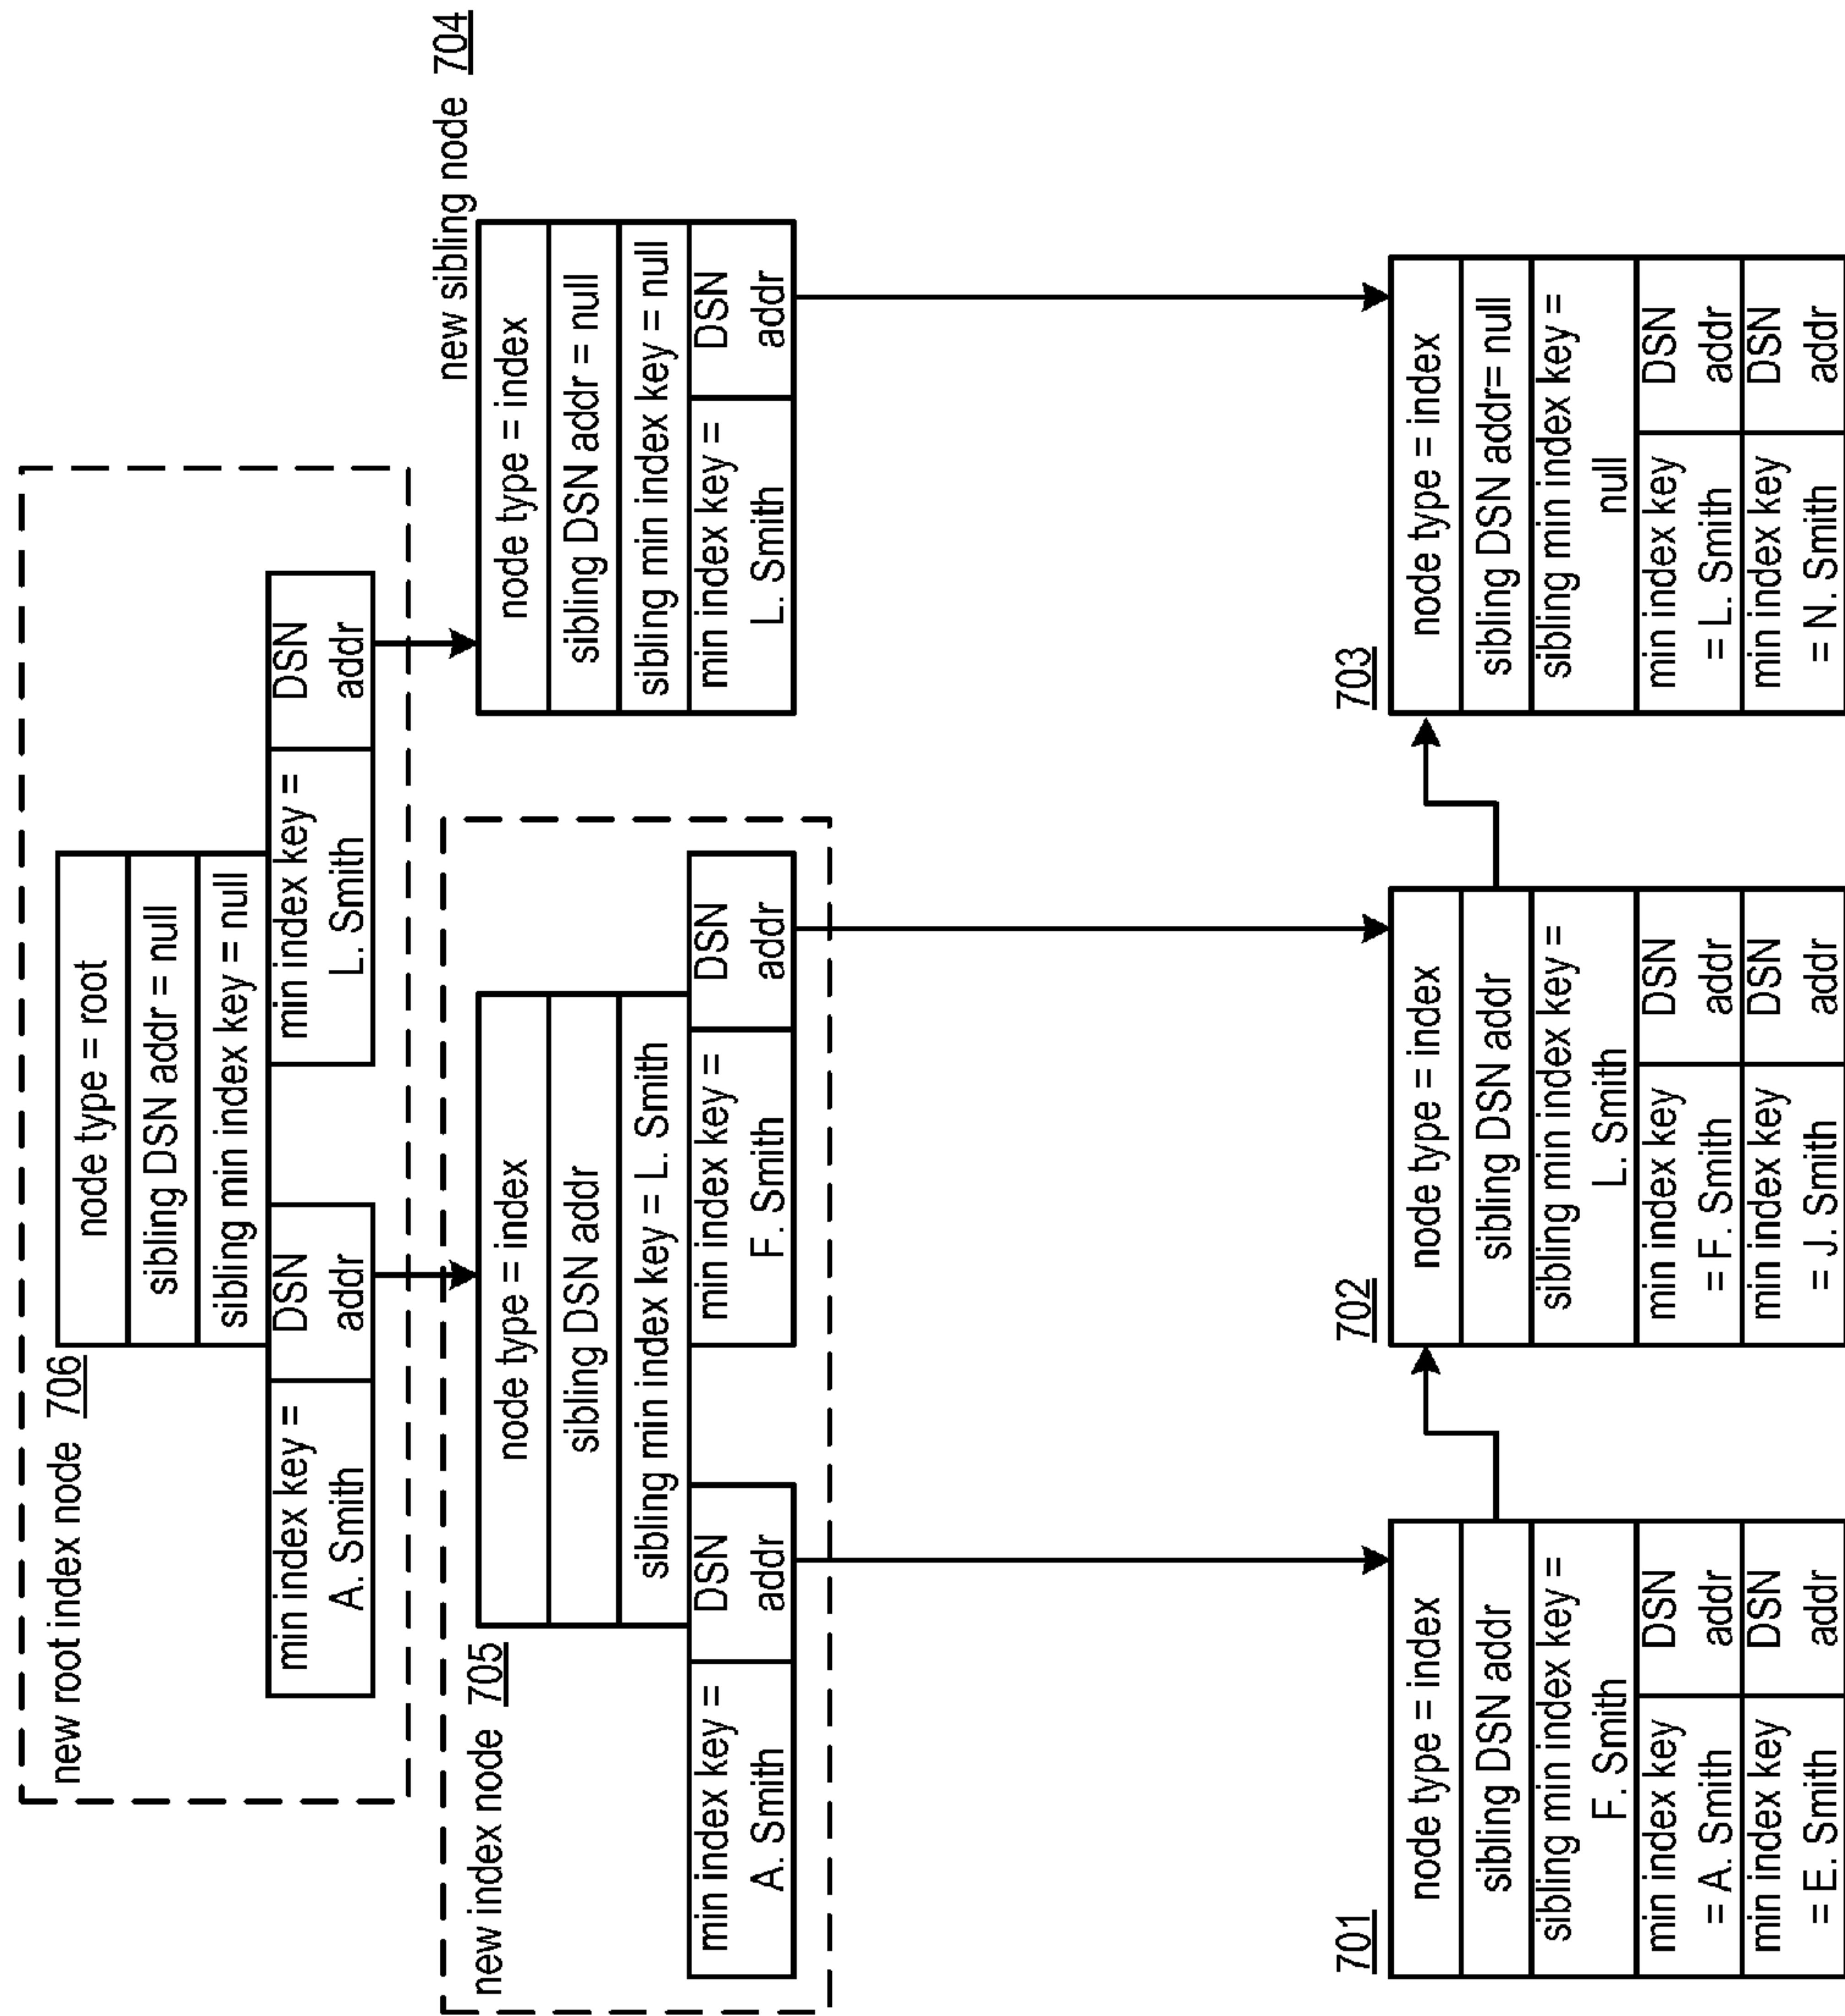 new root index node 706
node type = root
sibling DSN addr = null
sibling min index key = null
min index key =
A. Smith
DSN
addr
min index key =
L. Smith
DSN
addr
new index node 705
node type = index
sibling DSN addr
sibling min index key = L. Smith
min index key =
A. Smith
DSN
addr
min index key =
F. Smith
DSN
addr
new sibling node 704
node type = index
sibling DSN addr = null
sibling min index key = null
min index key =
L. Smith
DSN
addr
701
node type = index
sibling DSN addr
sibling min index key =
F. Smith
min index key
= A. Smith
DSN
addr
min index key
= E. Smith
DSN
addr
702
node type = index
sibling DSN addr
sibling min index key =
L. Smith
min index key
= F. Smith
DSN
addr
min index key
= J. Smith
DSN
addr
703
node type = index
sibling DSN addr= null
sibling min index key =
null
min index key
= L. Smith
DSN
addr
min index key
= N. Smith
DSN
addr